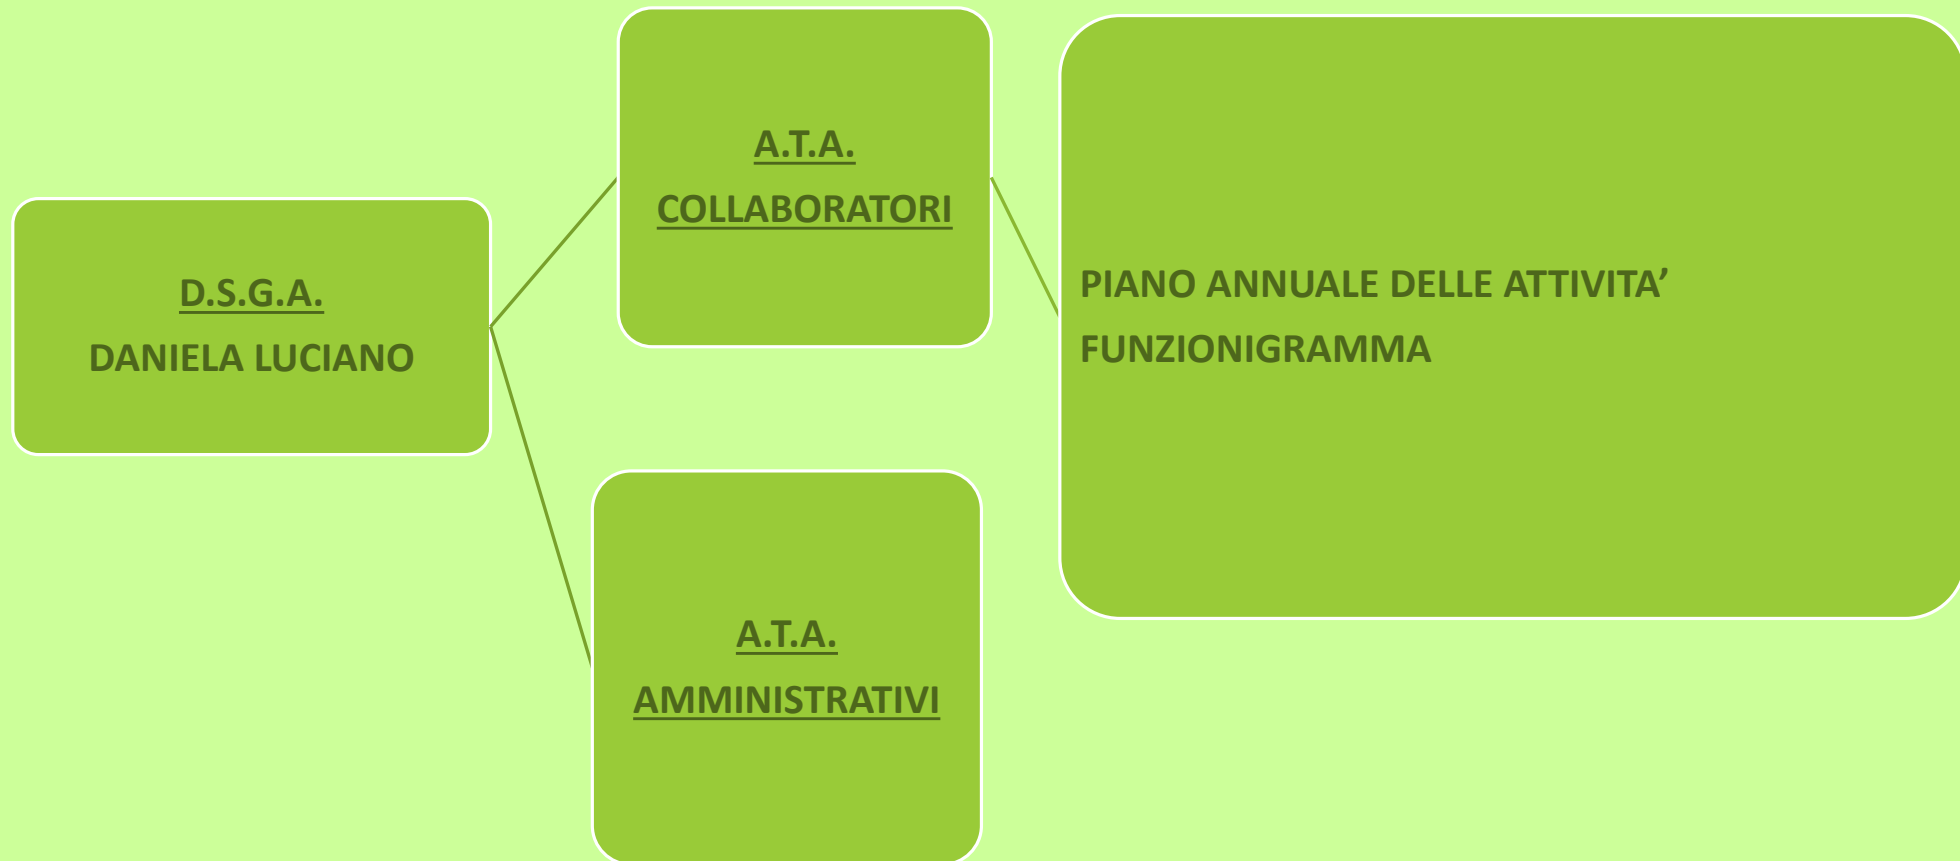 D.S.G.A.
DANIELA LUCIANO
A.T.A.
COLLABORATORI
PIANO ANNUALE DELLE ATTIVITA’
FUNZIONIGRAMMA
A.T.A.
AMMINISTRATIVI